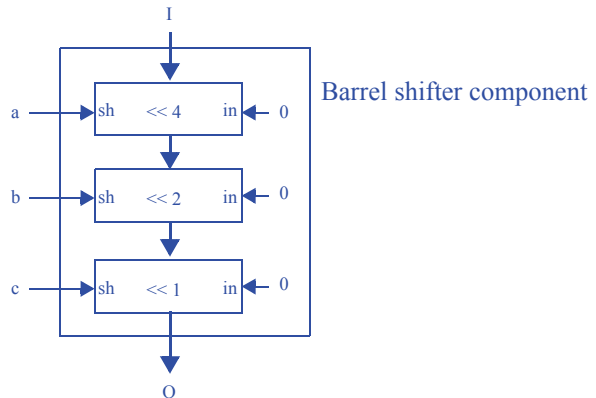 I
Barrel shifter component
a sh << 4 in 0
b sh << 2 in 0
c sh << 1 in 0
O